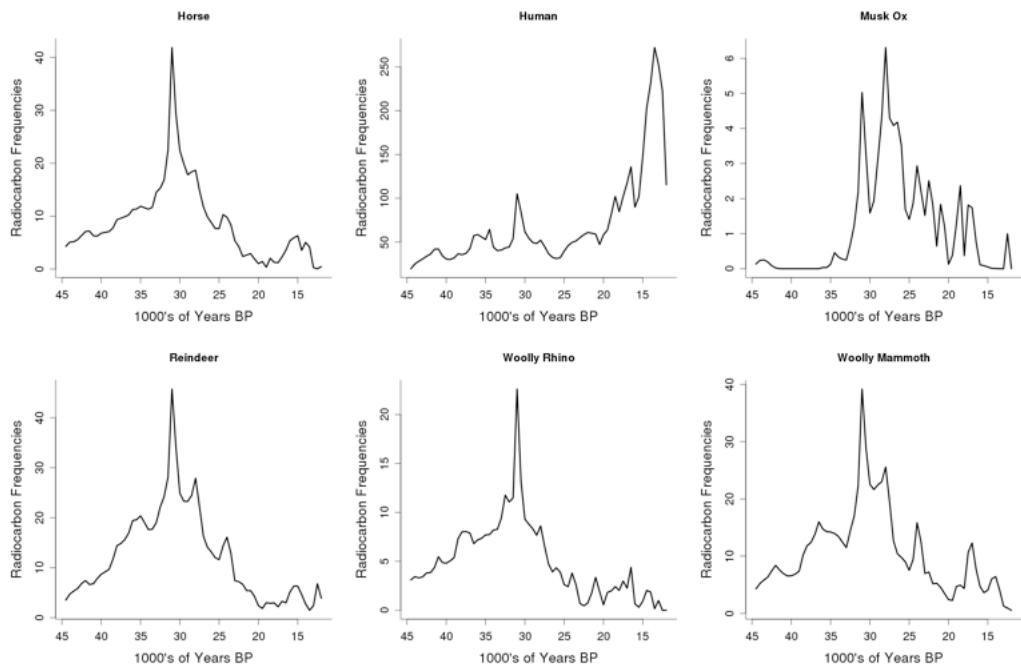 Horse
Radiocarbon Frequencies
40
30
20
10
0
45 40 35 30 25 20 15
1000's of Years BP
Human
Radiocarbon Frequencies
250
200
150
100
50
45 40 35 30 25 20 15
1000's of Years BP
Musk Ox
Radiocarbon Frequencies
6
5
4
3
2
1
0
45 40 35 30 25 20 15
1000's of Years BP
Reindeer
Radiocarbon Frequencies
40
30
20
10
0
45 40 35 30 25 20 15
1000's of Years BP
Woolly Rhino
Radiocarbon Frequencies
20
15
10
5
0
45 40 35 30 25 20 15
1000's of Years BP
Woolly Mammoth
Radiocarbon Frequencies
40
30
20
10
0
45 40 35 30 25 20 15
1000's of Years BP